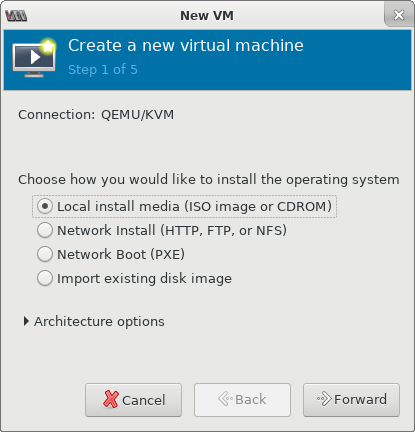 New VM
Create a new virtual machine
Step 1 of 5
Connection: QEMU/KVM
Choose how you would like to install the operating system
Local install media (ISO image or CDROM)
Network Install (HTTP, FTP, or NFS)
Network Boot (PXE)
Import existing disk image
Architecture options
Cancel Back Forward